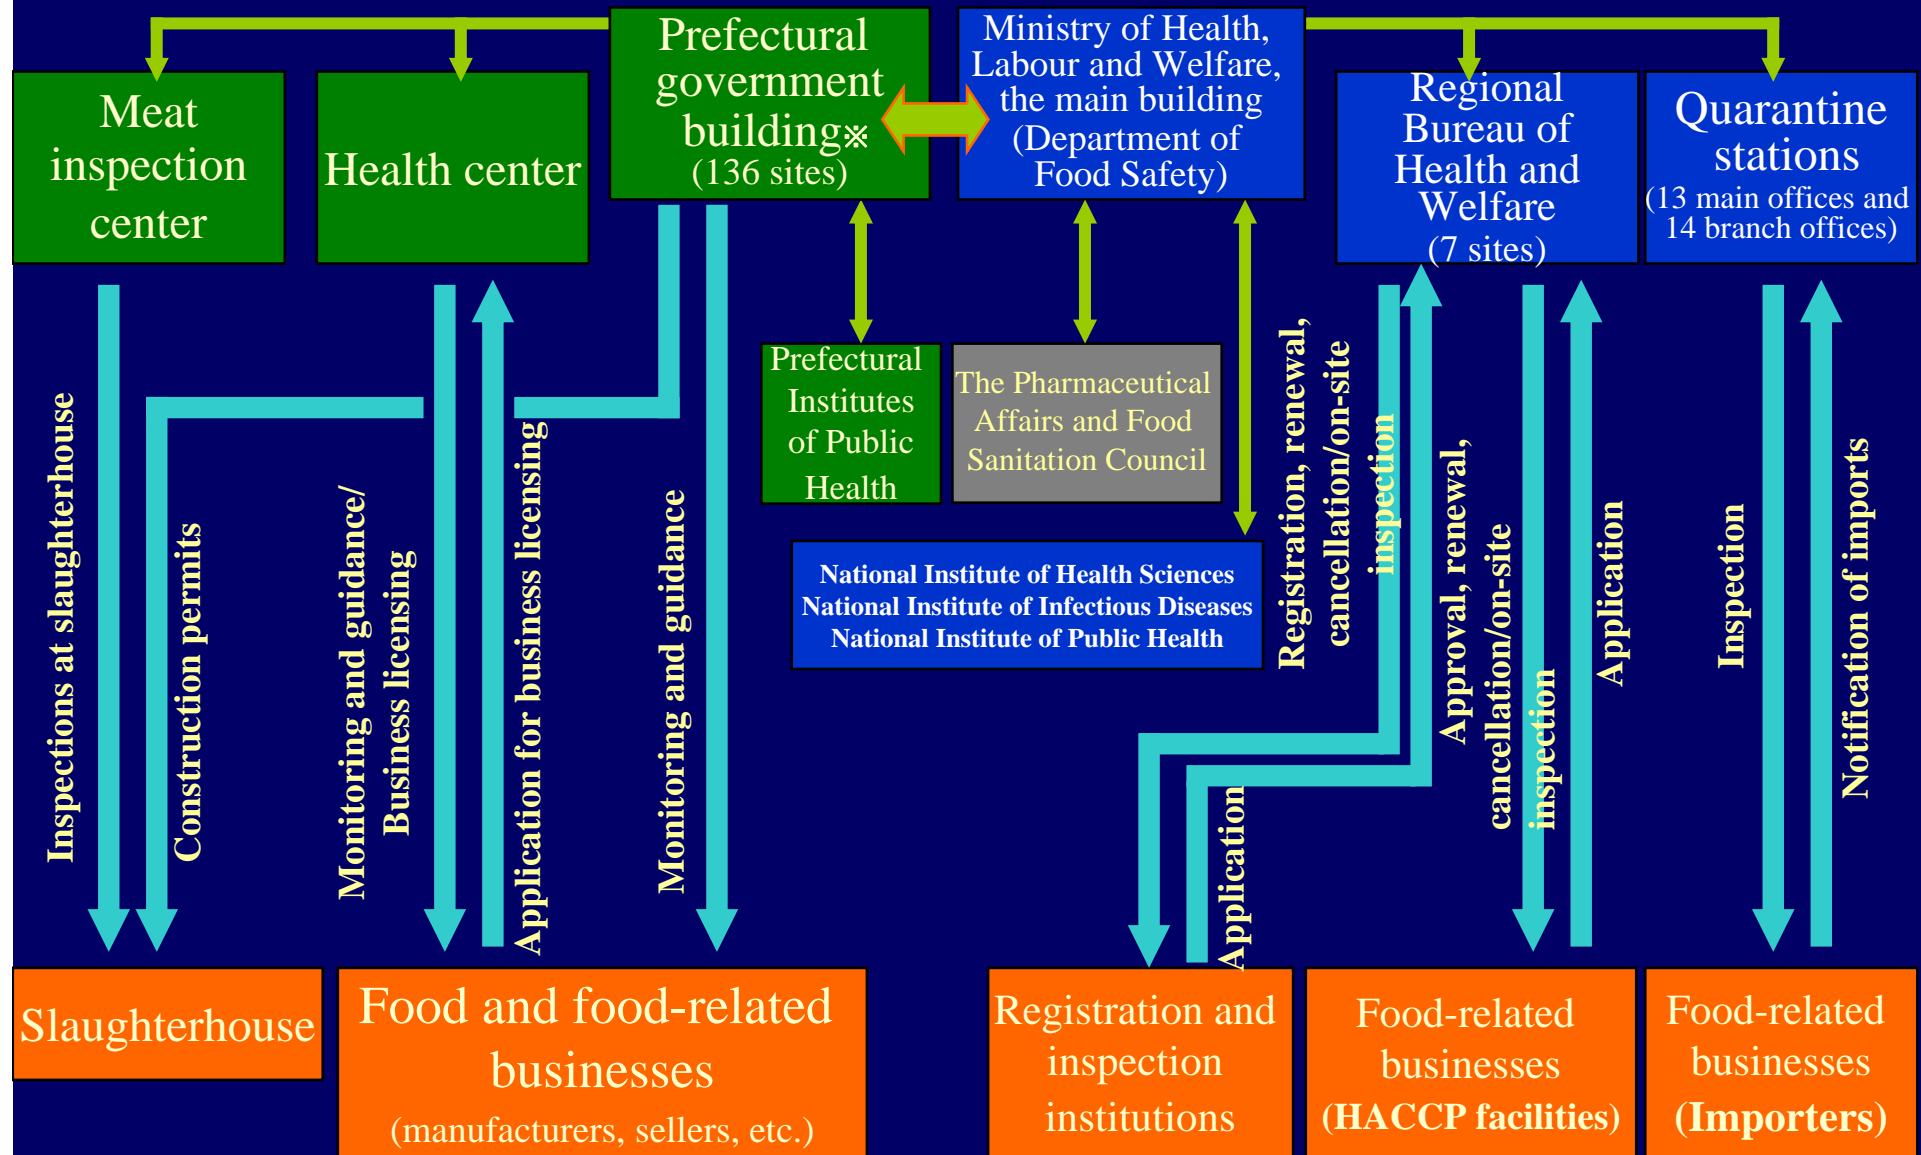 Meat
inspection
center
Health center
Prefectural
government
building※
(136 sites)
Ministry of Health,
Labour and Welfare,
the main building
(Department of
Food Safety)
Regional
Bureau of
Health and
Welfare
(7 sites)
Quarantine
stations
(13 main offices and
14 branch offices)
Prefectural
Institutes
of Public
Health
The Pharmaceutical
Affairs and Food
Sanitation Council
National Institute of Health Sciences
National Institute of Infectious Diseases
National Institute of Public Health
Inspections at slaughterhouse
Construction permits
Monitoring and guidance/
Business licensing
Application for business licensing
Monitoring and guidance
Registration, renewal,
cancellation/on-site
inspection
Application
Approval, renewal,
cancellation/on-site
inspection
Application
Inspection
Notification of imports
Slaughterhouse
Food and food-related
businesses
(manufacturers, sellers, etc.)
Registration and
inspection
institutions
Food-related
businesses
(HACCP facilities)
Food-related
businesses
(Importers)